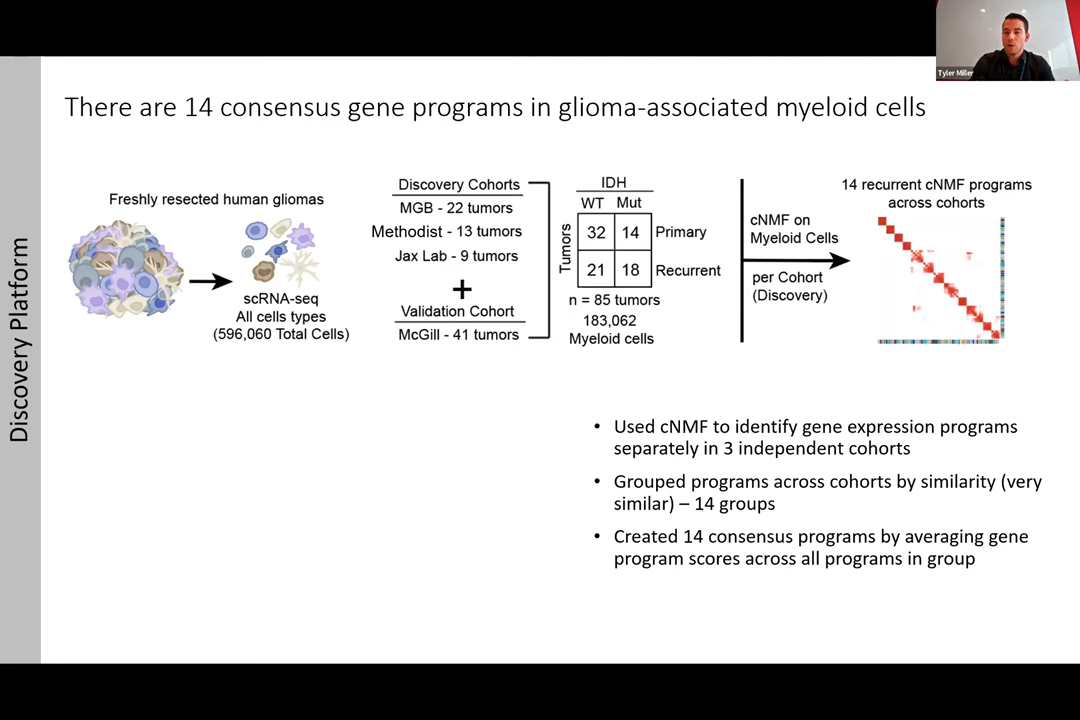 Tyler Miller
There are 14 consensus gene programs in glioma-associated myeloid cells
Discovery Platform
Freshly resected human gliomas
scRNA-seq
All cells types
(596,060 Total Cells)
Discovery Cohorts
MGB - 22 tumors
Methodist - 13 tumors
Jax Lab - 9 tumors
+
Validation Cohort
McGill - 41 tumors
IDH
WT Mut
Tumors
32 14 Primary
21 18 Recurrent
n = 85 tumors
183,062
Myeloid cells
cNMF on
Myeloid Cells
per Cohort
(Discovery)
14 recurrent cNMF programs
across cohorts
• Used cNMF to identify gene expression programs
separately in 3 independent cohorts
• Grouped programs across cohorts by similarity (very
similar) – 14 groups
• Created 14 consensus programs by averaging gene
program scores across all programs in group